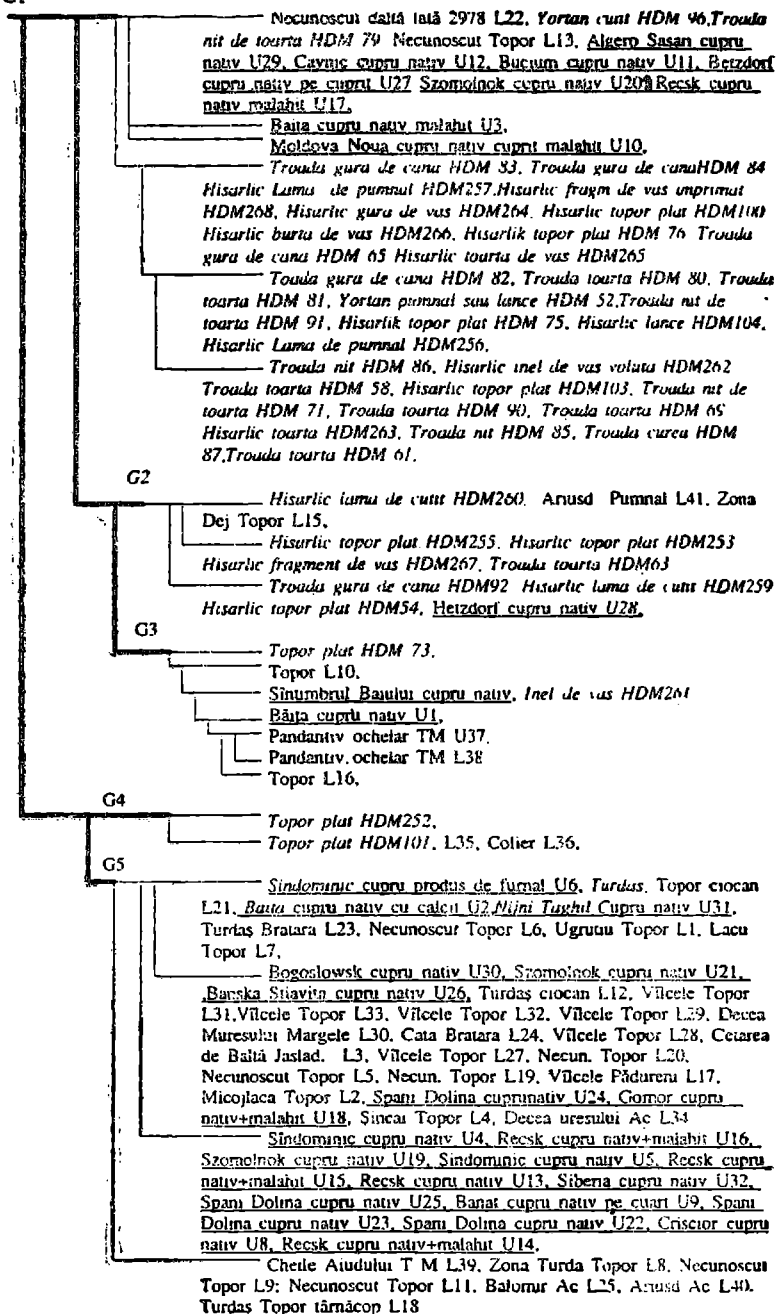 Necunoscut daltă lată 2978 L22, Yortan cunt HDM 96,Trouda
nit de tourta HDM 79 Necunoscut Topor L13, Algero Sasan cupru
nativ U29, Caynic cupru nativ U12, Bucium cupru nativ U11, Betzdorf
cupru nativ pe cuprit U27 Szomolnok cupru nativ U20 Recsk cupru
nativ malahit U17,
Baita cupru nativ malahit U3,
Moldova Noua cupru nativ cuprit malahit U10,
Trouda gura de cana HDM 83, Trouda gura de canaHDM 84
Hisarlic Lama de pumnal HDM257,Hisarlic fragm de vas imprimat
HDM268, Hisarlic gura de vas HDM264, Hisarlic topor plat HDM100
Hisarlic burta de vas HDM266, Hisarlik topor plat HDM 76 Trouda
gura de cana HDM 65 Hisarlic toarta de vas HDM265
Touda gura de cana HDM 82, Trouda toarta HDM 80, Trouda
toarta HDM 81, Yortan pumnal sau lance HDM 52,Trouda nit de
toarta HDM 91, Hisarlik topor plat HDM 75, Hisarlic lance HDM104,
Hisarlic Lama de pumnal HDM256,
Trouda nit HDM 86, Hisarlic inel de vas voluta HDM262
Trouda toarta HDM 58, Hisarlic topor plat HDM103, Trouda nit de
toarta HDM 71, Trouda toarta HDM 90, Trouda toarta HDM 69
Hisarlic toarta HDM263, Trouda nit HDM 85, Trouda curea HDM
87,Trouda toarta HDM 61,
G2
Hisarlic lama de cutit HDM260, Ariusd Pumnal L41, Zona
Dej Topor L15,
Hisarlic topor plat HDM255, Hisarlic topor plat HDM253
Hisarlic fragment de vas HDM267, Trouda toarta HDM63
Trouda gura de cana HDM92 Hisarlic lama de cutit HDM259
Hisarlic topor plat HDM54, Hetzdorf cupru nativ U28,
G3
Topor plat HDM 73,
Topor L10,
Sînumbrul Baiului cupru nativ, Inel de vas HDM261
Băita cupru nativ U1,
Pandantiv ochelar TM U37,
Pandantiv, ochelar TM L38
Topor L16,
G4
Topor plat HDM252,
Topor plat HDM101, L35, Colier L36,
G5
Sindominic cupru produs de furnal U6, Turdas, Topor ciocan
L21, Baita cupru nativ cu calcit U2,Nijni Taghil Cupru nativ U31,
Turdaş Bratara L23, Necunoscut Topor L6, Ugrutiu Topor L1, Lacu
Topor L7,
Bogoslowsk cupru nativ U30, Szomolnok cupru nativ U21,
,Banska Stiavita cupru nativ U26, Turdaş ciocan L12, Vîlcele Topor
L31,Vîlcele Topor L33, Vîlcele Topor L32, Vîlcele Topor L29, Decea
Muresului Margele L30, Cata Bratara L24, Vîlcele Topor L28, Cetarea
de Baltă Jaslad. L3, Vîlcele Topor L27, Necun. Topor L20,
Necunoscut Topor L5, Necun. Topor L19, Vîlcele Pădureni L17,
Micojlaca Topor L2, Spani Dolina cuprunativ U24, Gomor cupru
nativ+malahit U18, Şincai Topor L4, Decea uresului Ac L34
Sindominic cupru nativ U4, Recsk cupru nativ+malahit U16,
Szomolnok cupru nativ U19, Sindominic cupru nativ U5, Recsk cupru
nativ+malahit U15, Recsk cupru nativ U13, Siberia cupru nativ U32,
Spani Dolina cupru nativ U25, Banat cupru nativ pe cuart U9, Spani
Dolina cupru nativ U23, Spani Dolina cupru nativ U22, Criscior cupru
nativ U8, Recsk cupru nativ+malahit U14,
Cheile Aiudului T M L39, Zona Turda Topor L8, Necunoscut
Topor L9; Necunoscut Topor L11, Balomir Ac L25, Ariusd Ac L40,
Turdaş Topor târnăcop L18